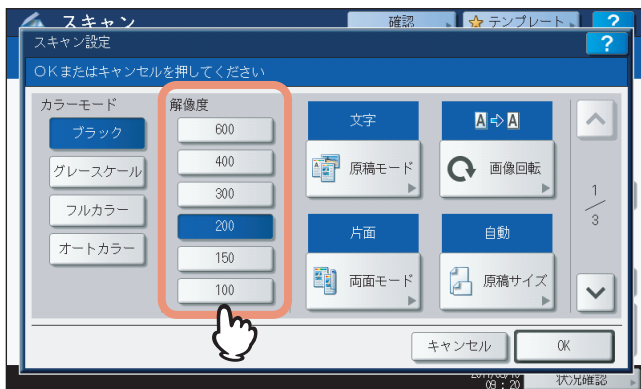 スキャン
確認
テンプレート
?
スキャン設定
?
OKまたはキャンセルを押してください
カラーモード
ブラック
グレースケール
フルカラー
オートカラー
解像度
600
400
300
200
150
100
文字
原稿モード
A⇨A
画像回転
片面
両面モード
自動
原稿サイズ
1/3
キャンセル
OK
09:20
状況確認